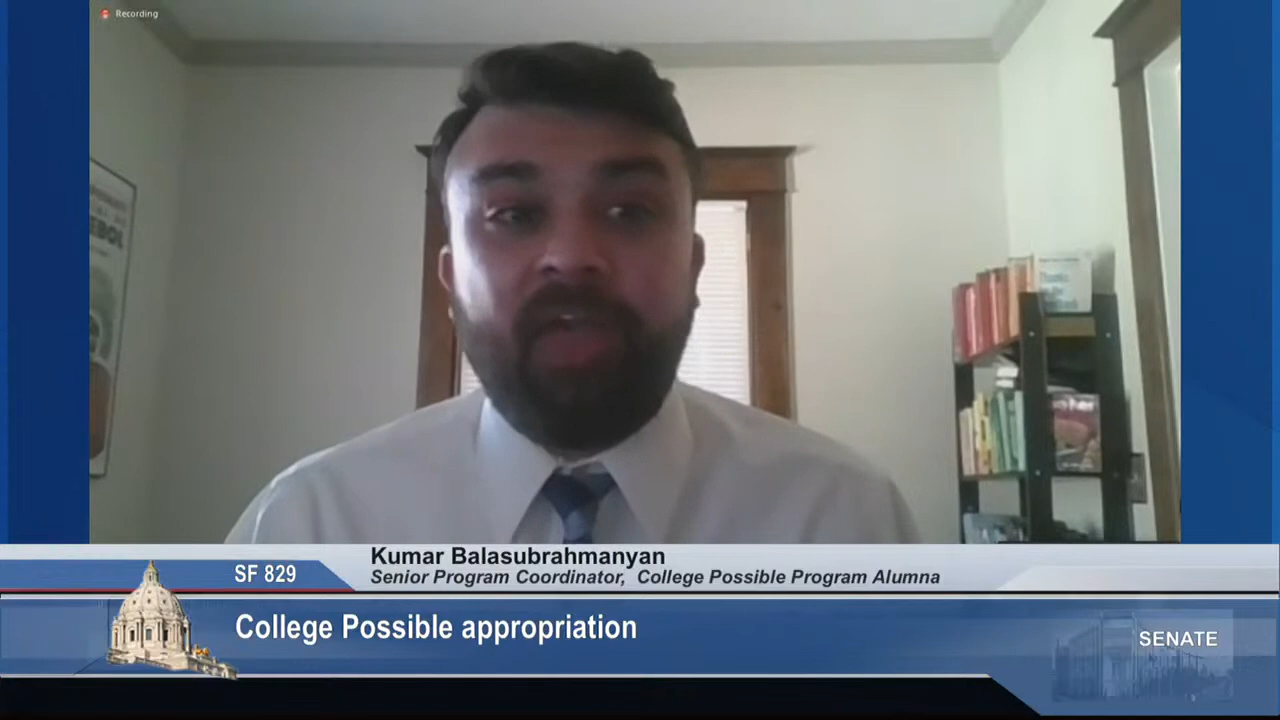 Recording
Kumar Balasubrahmanyan
SF 829
Senior Program Coordinator,  College Possible Program Alumna
College Possible appropriation
SENATE